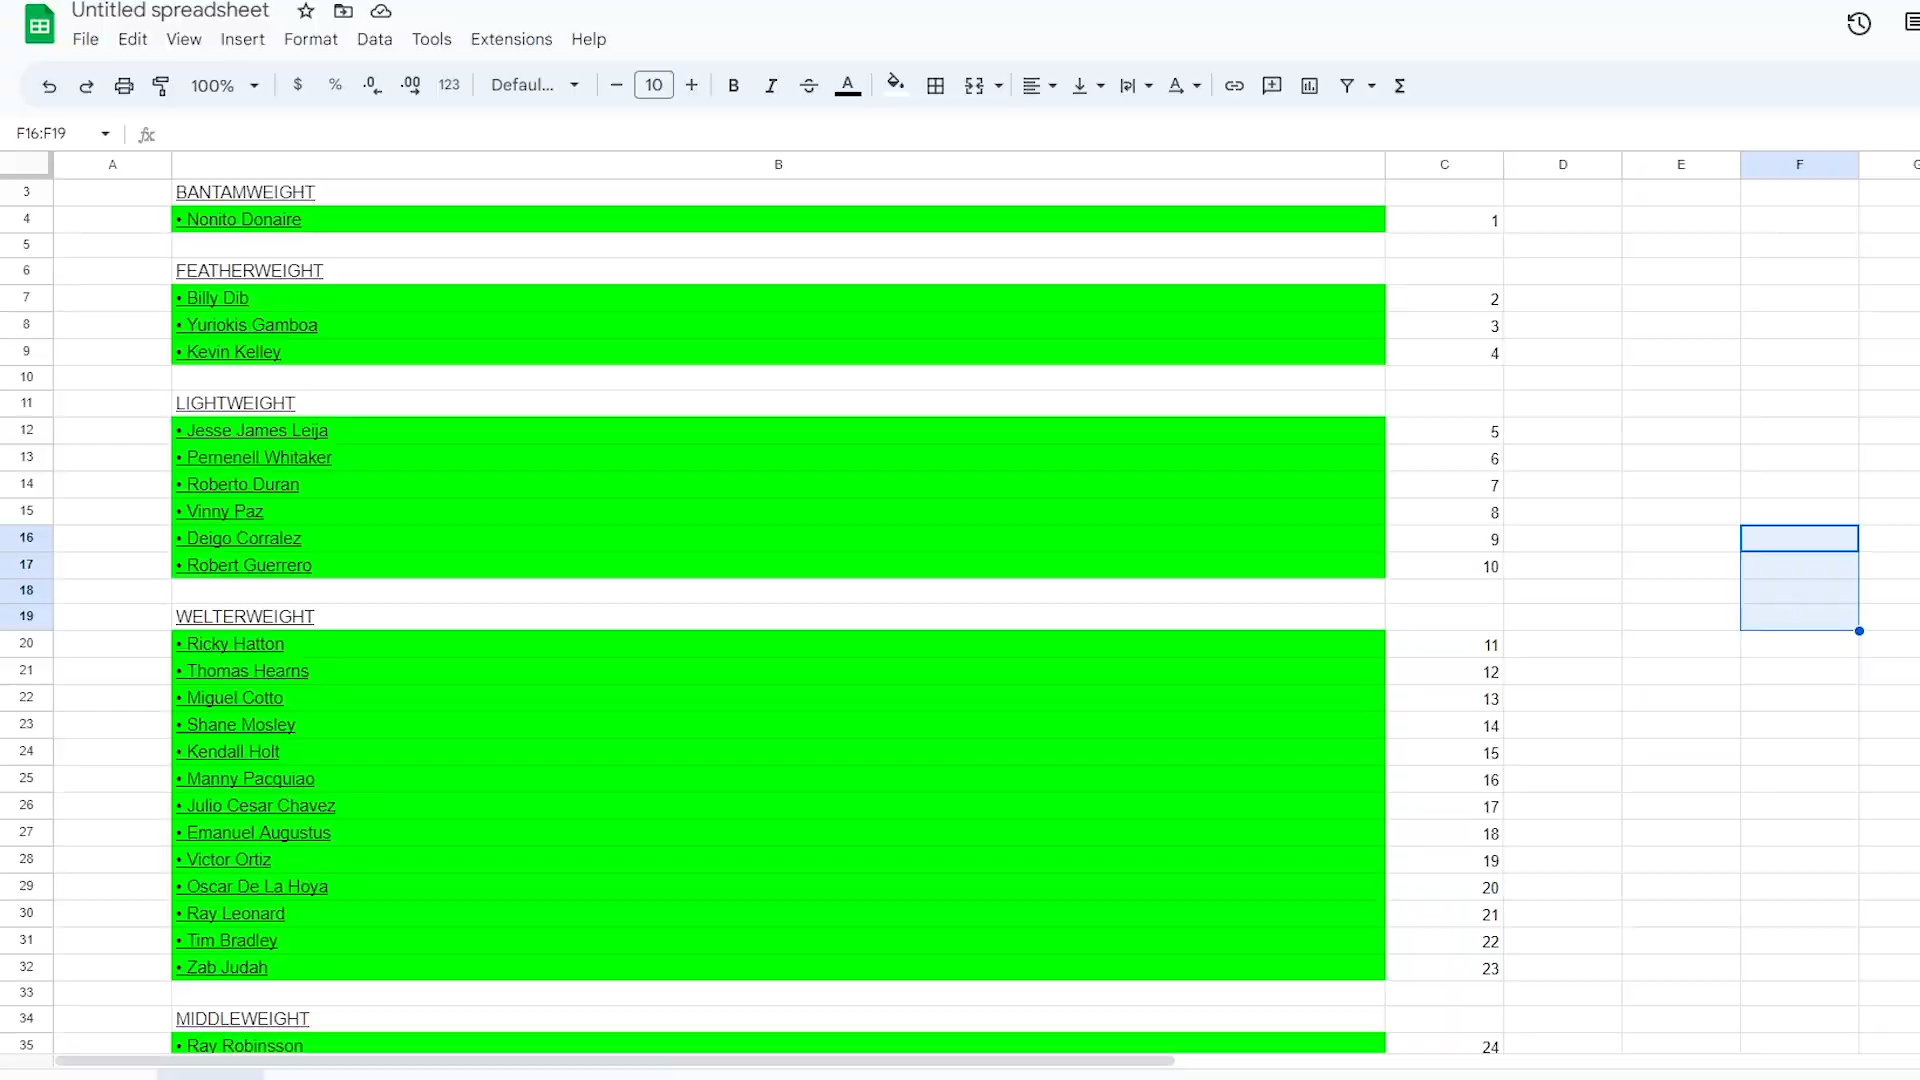 Untitled spreadsheet
File Edit View Insert Format Data Tools Extensions Help
100% $ % .0 .00 123 Defaul... − 10 + B I A A Σ
F16:F19 fx
A B C D E F G
3 BANTAMWEIGHT
4 • Nonito Donaire 1
5
6 FEATHERWEIGHT
7 • Billy Dib 2
8 • Yuriokis Gamboa 3
9 • Kevin Kelley 4
10
11 LIGHTWEIGHT
12 • Jesse James Leija 5
13 • Pernenell Whitaker 6
14 • Roberto Duran 7
15 • Vinny Paz 8
16 • Deigo Corralez 9
17 • Robert Guerrero 10
18
19 WELTERWEIGHT
20 • Ricky Hatton 11
21 • Thomas Hearns 12
22 • Miguel Cotto 13
23 • Shane Mosley 14
24 • Kendall Holt 15
25 • Manny Pacquiao 16
26 • Julio Cesar Chavez 17
27 • Emanuel Augustus 18
28 • Victor Ortiz 19
29 • Oscar De La Hoya 20
30 • Ray Leonard 21
31 • Tim Bradley 22
32 • Zab Judah 23
33
34 MIDDLEWEIGHT
35 • Ray Robinsson 24